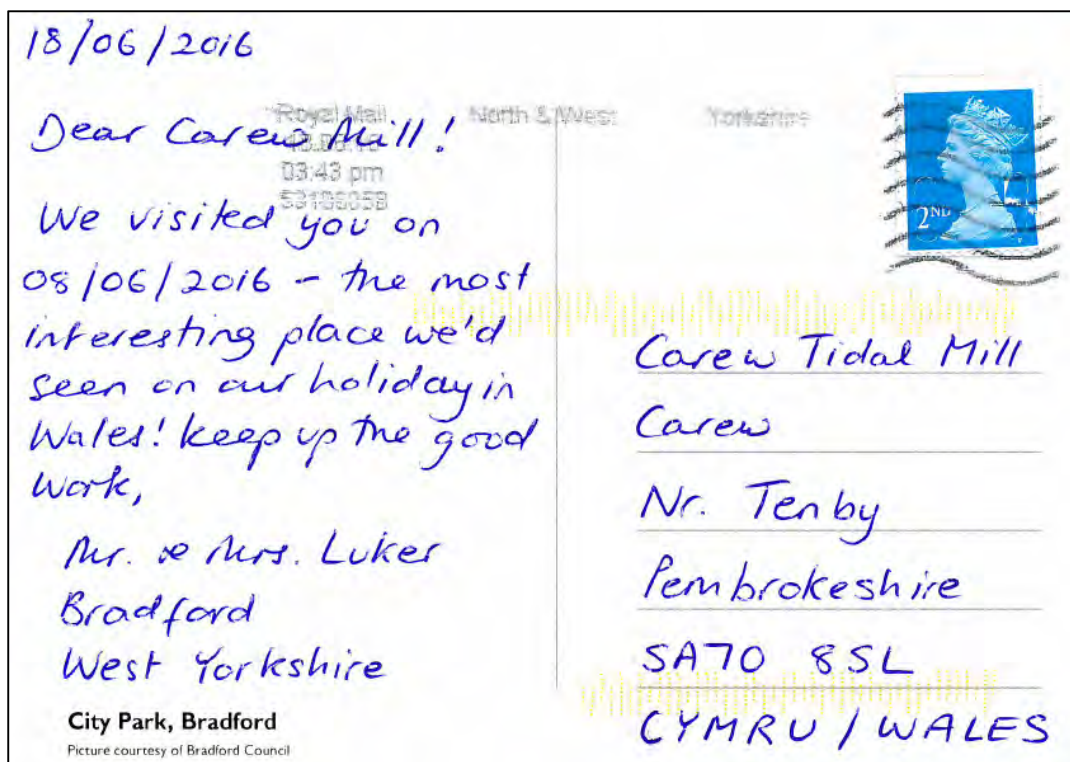 18/06/2016
Royal Mail North & West Yorkshire
Dear Carew Mill!
03:43 pm
We visited you on
08/06/2016 - the most
interesting place we'd
seen on our holiday in
Wales! keep up the good
work,
Mr. & Mrs. Luker
Bradford
West Yorkshire
City Park, Bradford
Picture courtesy of Bradford Council
2ND
Carew Tidal Mill
Carew
Nr. Tenby
Pembrokeshire
SA70 8SL
CYMRU / WALES